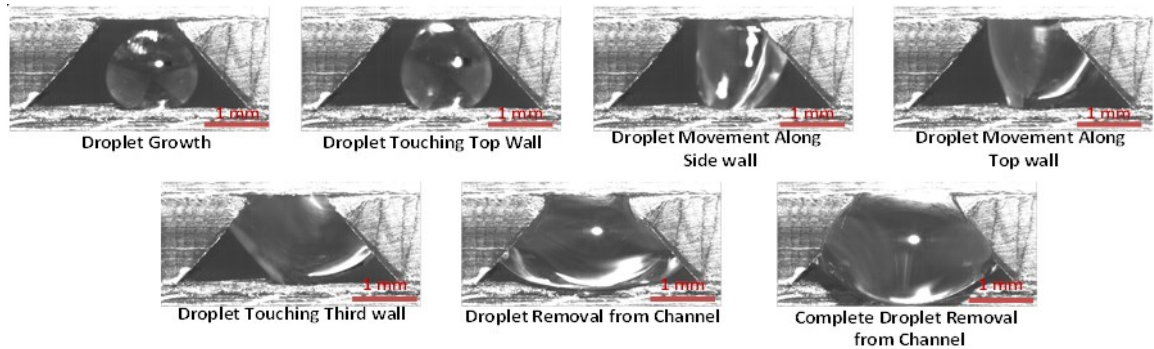 1 mm
1 mm
1 mm
1 mm
Droplet Growth
Droplet Touching Top Wall
Droplet Movement Along
Side wall
Droplet Movement Along
Top wall
1 mm
1 mm
1 mm
Droplet Touching Third wall
Droplet Removal from Channel
Complete Droplet Removal
from Channel